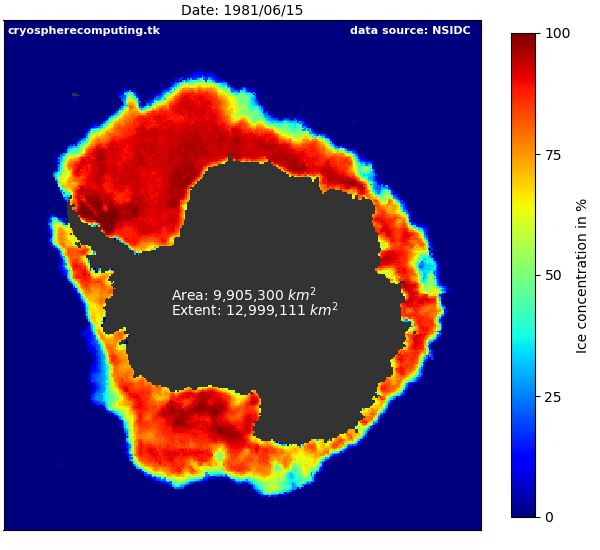 Date: 1981/06/15
cryospherecomputing.tk
data source: NSIDC
100
75
50
25
0
Ice concentration in %
Area: 9,905,300 km²
Extent: 12,999,111 km²